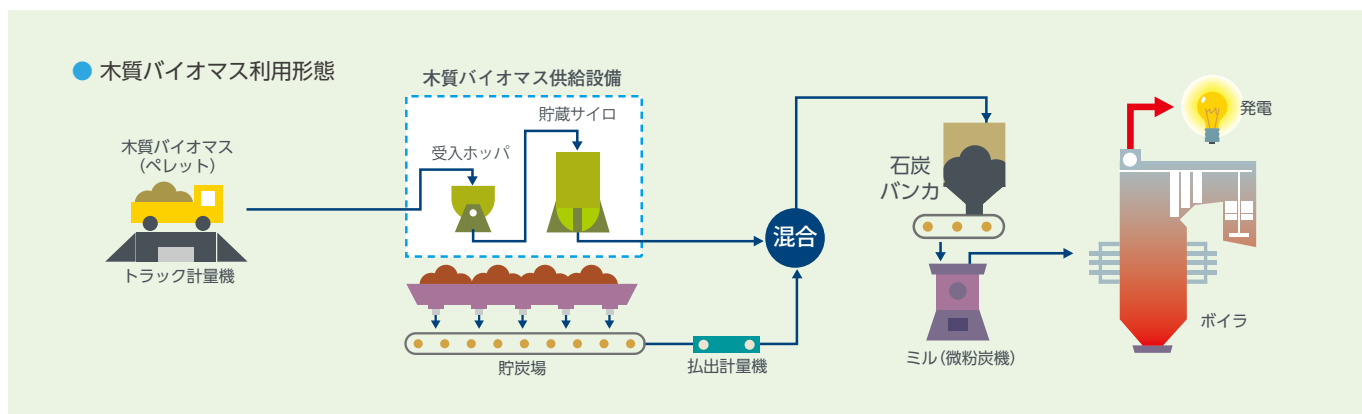 木質バイオマス利用形態
木質バイオマス供給設備
貯蔵サイロ
受入ホッパ
木質バイオマス
(ペレット)
トラック計量機
貯炭場
払出計量機
混合
石炭
バンカ
ミル(微粉炭機)
発電
ボイラ